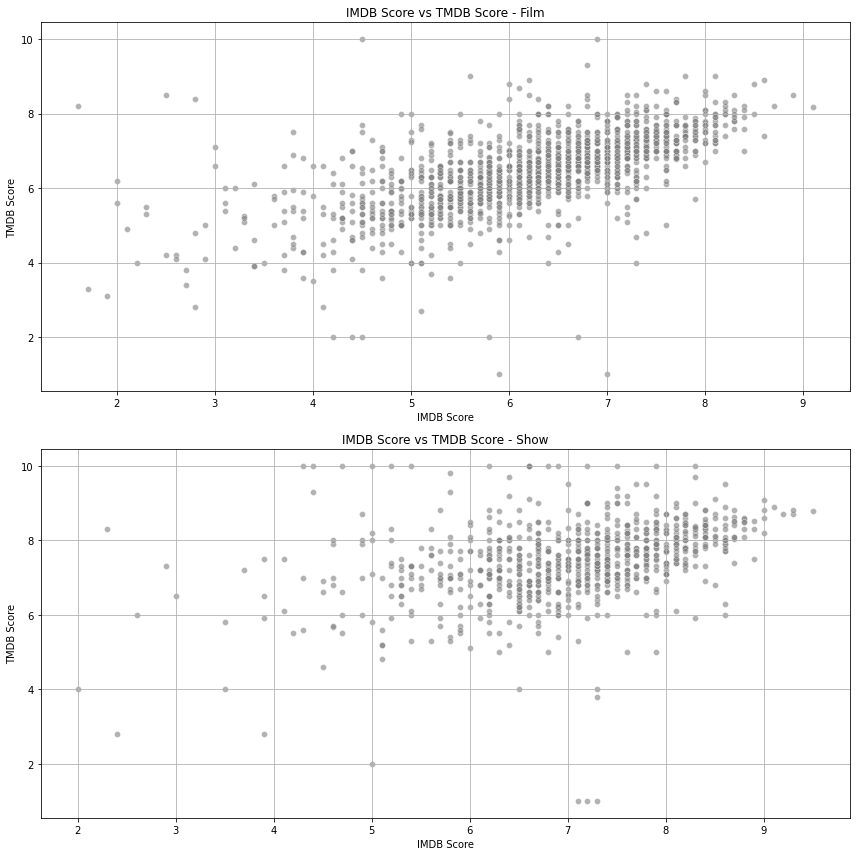 IMDB Score vs TMDB Score - Film
10
8
6
4
2
TMDB Score
2 3 4 5 6 7 8 9
IMDB Score
IMDB Score vs TMDB Score - Show
10
8
6
4
2
TMDB Score
2 3 4 5 6 7 8 9
IMDB Score